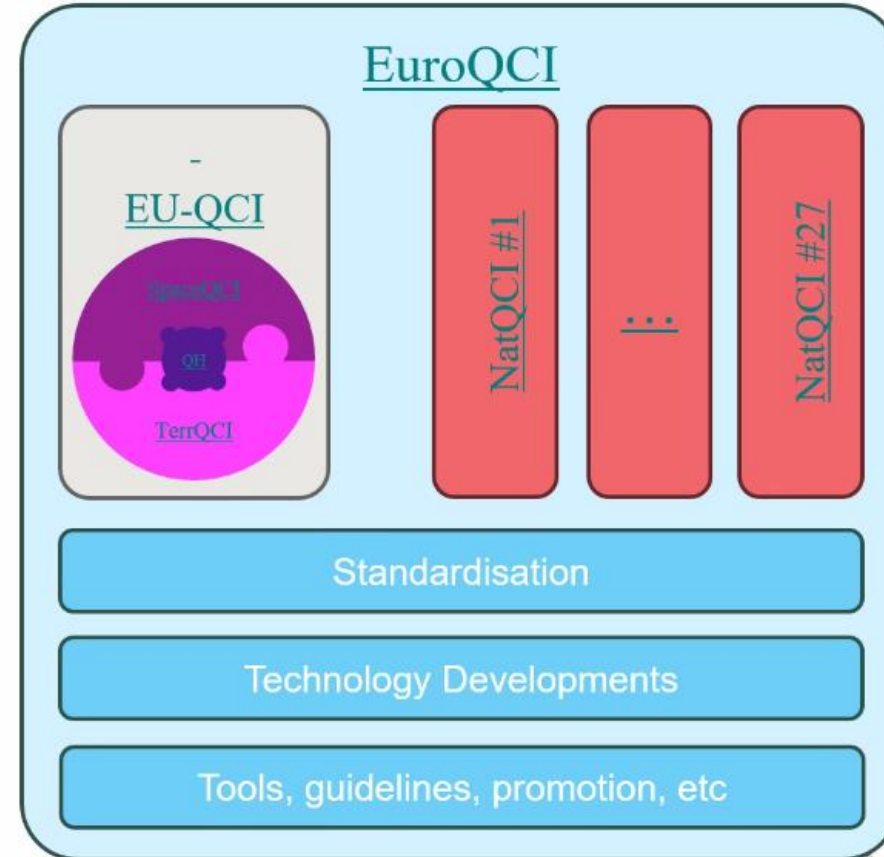 EuroQCI
-
EU-QCI
SpaceQCI
QH
TerrQCI
NatQCI #1
...
NatQCI #27
Standardisation
Technology Developments
Tools, guidelines, promotion, etc